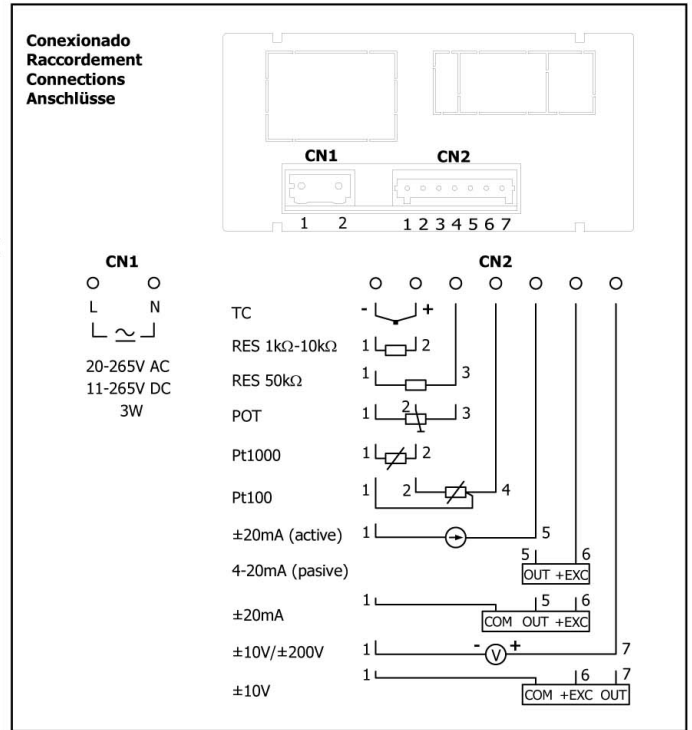 Conexionado
Raccordement
Connections
Anschlüsse
CN1 CN2
1 2 1 2 3 4 5 6 7
CN1 CN2
L N
20-265V AC
11-265V DC
3W
TC - +
RES 1kΩ-10kΩ 1 2
RES 50kΩ 1 3
POT 1 2 3
Pt1000 1 2
Pt100 1 2 4
±20mA (active) 1 5
4-20mA (pasive) 5 6
OUT +EXC
±20mA 1 5 6
COM OUT +EXC
±10V/±200V 1 - V + 7
±10V 1 6 7
COM +EXC OUT